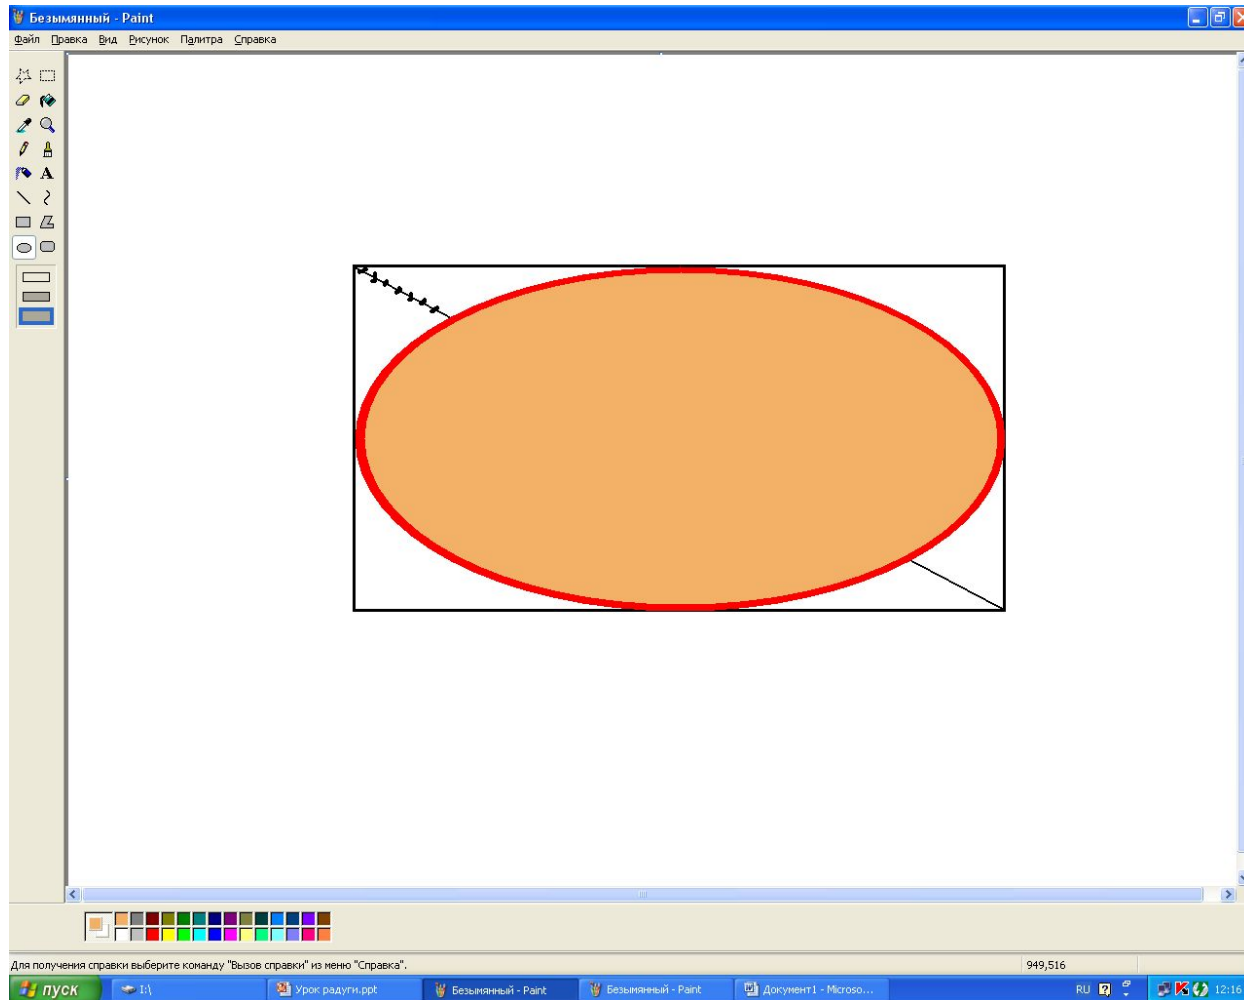 Безымянный - Paint
Файл Правка Вид Рисунок Палитра Справка
A
Для получения справки выберите команду "Вызов справки" из меню "Справка".
949,516
пуск
I:\
Урок радуги.ppt
Безымянный - Paint
Безымянный - Paint
Документ1 - Microso...
RU
12:16